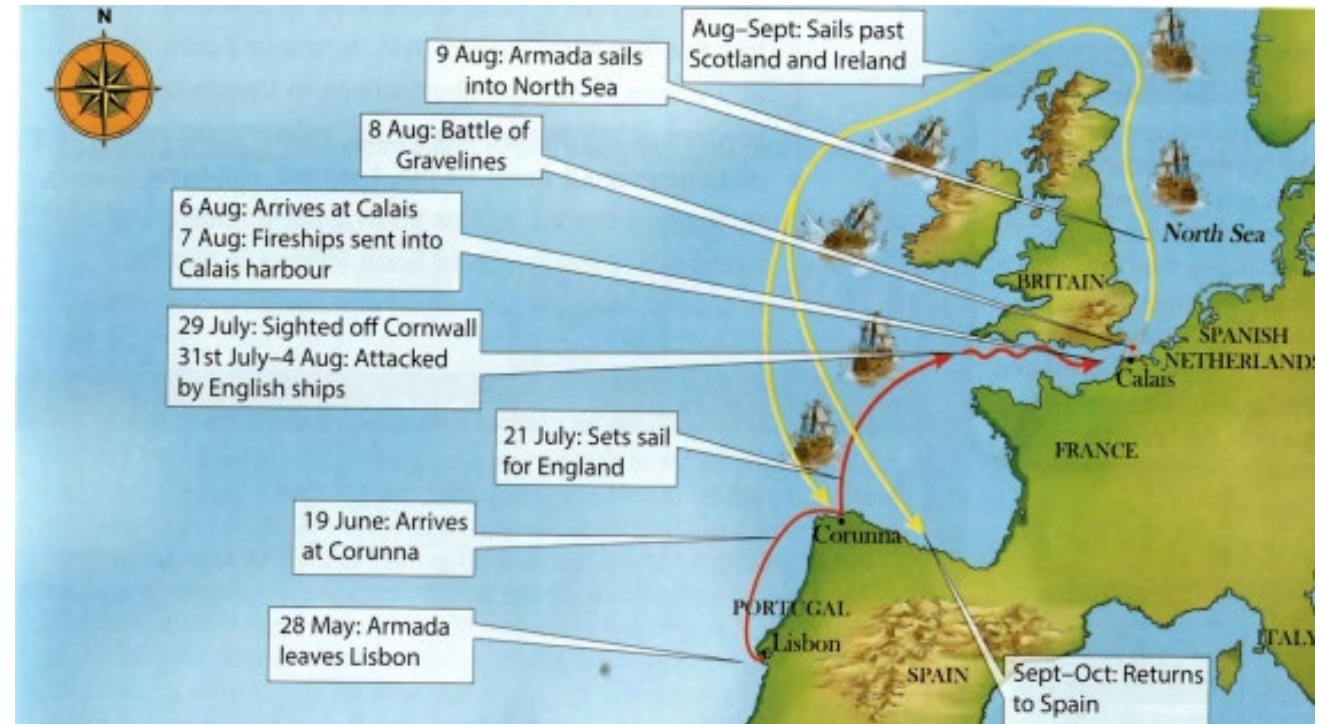 N
Aug–Sept: Sails past
Scotland and Ireland
9 Aug: Armada sails
into North Sea
8 Aug: Battle of
Gravelines
6 Aug: Arrives at Calais
7 Aug: Fireships sent into
Calais harbour
29 July: Sighted off Cornwall
31st July–4 Aug: Attacked
by English ships
21 July: Sets sail
for England
19 June: Arrives
at Corunna
28 May: Armada
leaves Lisbon
Sept–Oct: Returns
to Spain
North Sea
BRITAIN
SPANISH
NETHERLANDS
Calais
FRANCE
Corunna
PORTUGAL
Lisbon
SPAIN
ITALY